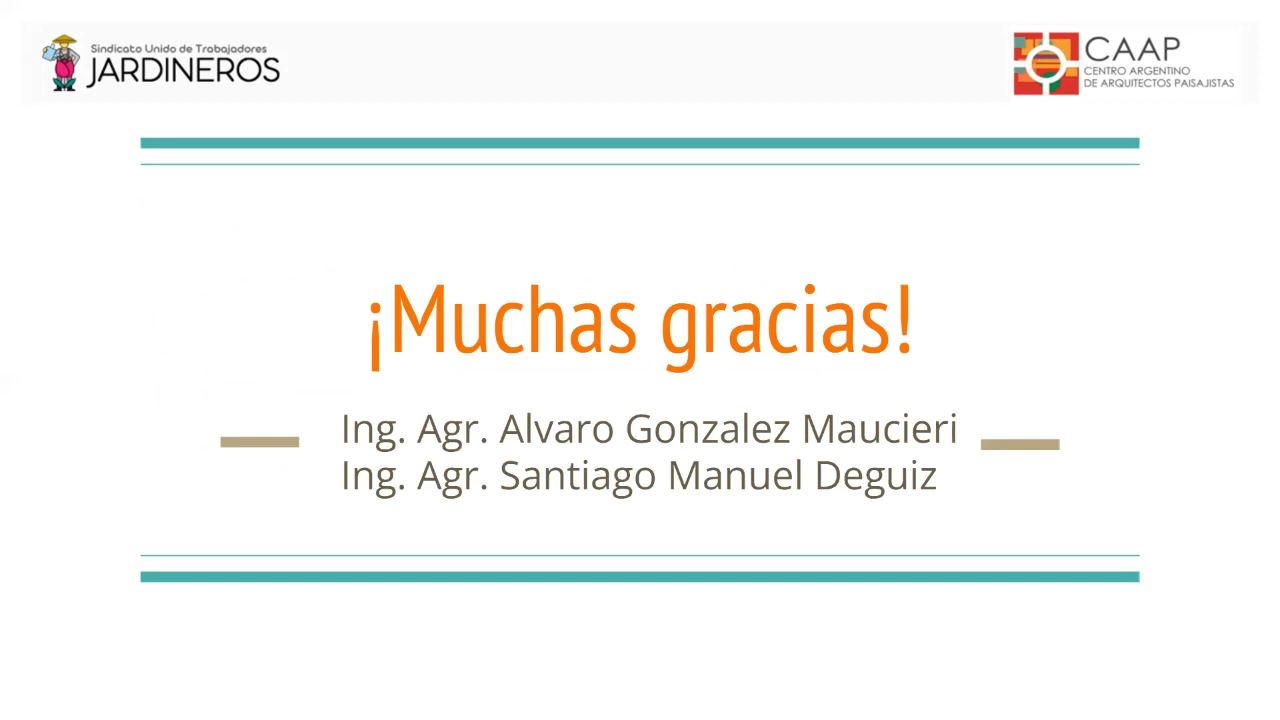 Sindicato Unido de Trabajadores
JARDINEROS
CAAP
CENTRO ARGENTINO
DE ARQUITECTOS PAISAJISTAS
¡Muchas gracias!
Ing. Agr. Alvaro Gonzalez Maucieri
Ing. Agr. Santiago Manuel Deguiz